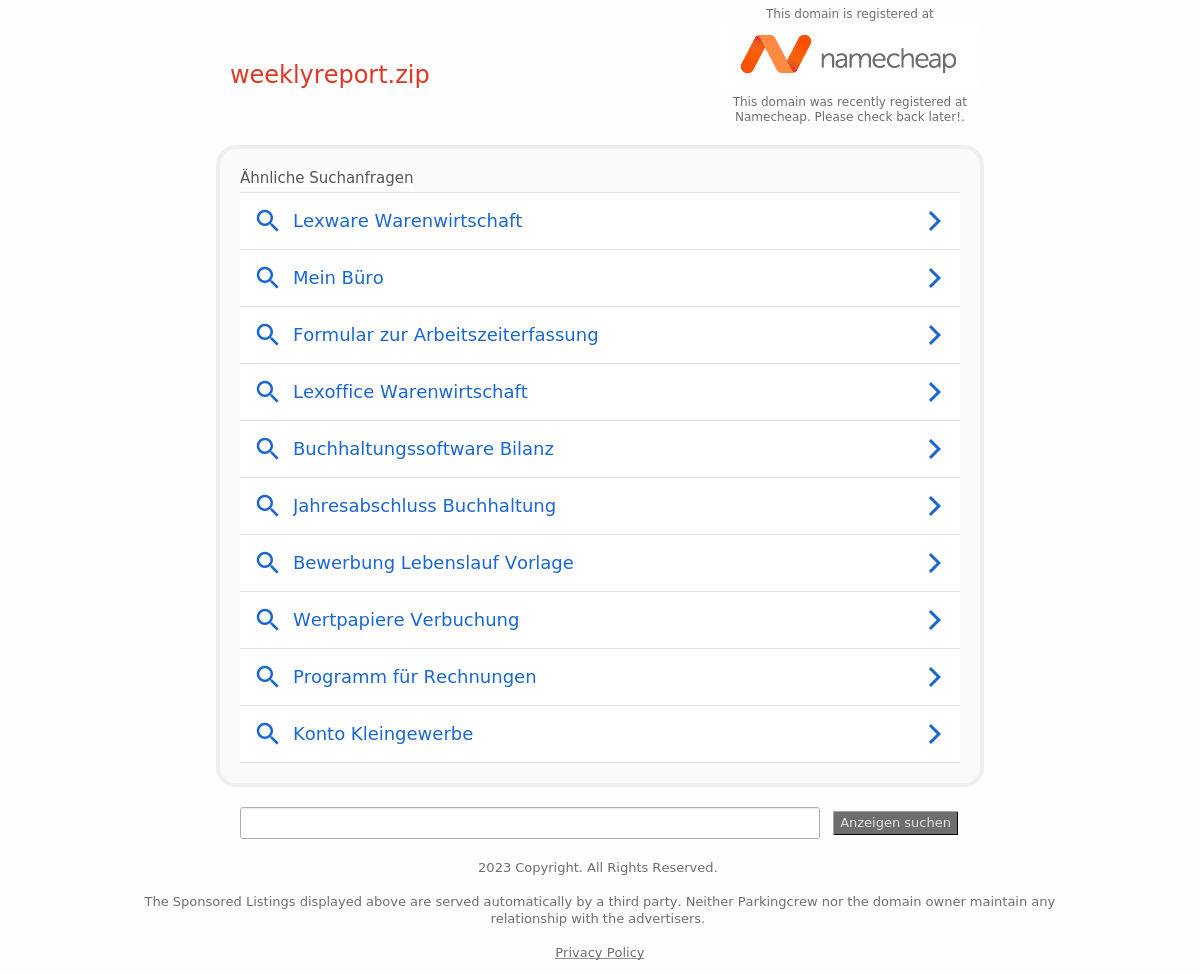 This domain is registered at
namecheap
weeklyreport.zip
This domain was recently registered at
Namecheap. Please check back later!.
Ähnliche Suchanfragen
Lexware Warenwirtschaft
Mein Büro
Formular zur Arbeitszeiterfassung
Lexoffice Warenwirtschaft
Buchhaltungssoftware Bilanz
Jahresabschluss Buchhaltung
Bewerbung Lebenslauf Vorlage
Wertpapiere Verbuchung
Programm für Rechnungen
Konto Kleingewerbe
Anzeigen suchen
2023 Copyright. All Rights Reserved.
The Sponsored Listings displayed above are served automatically by a third party. Neither Parkingcrew nor the domain owner maintain any
relationship with the advertisers.
Privacy Policy